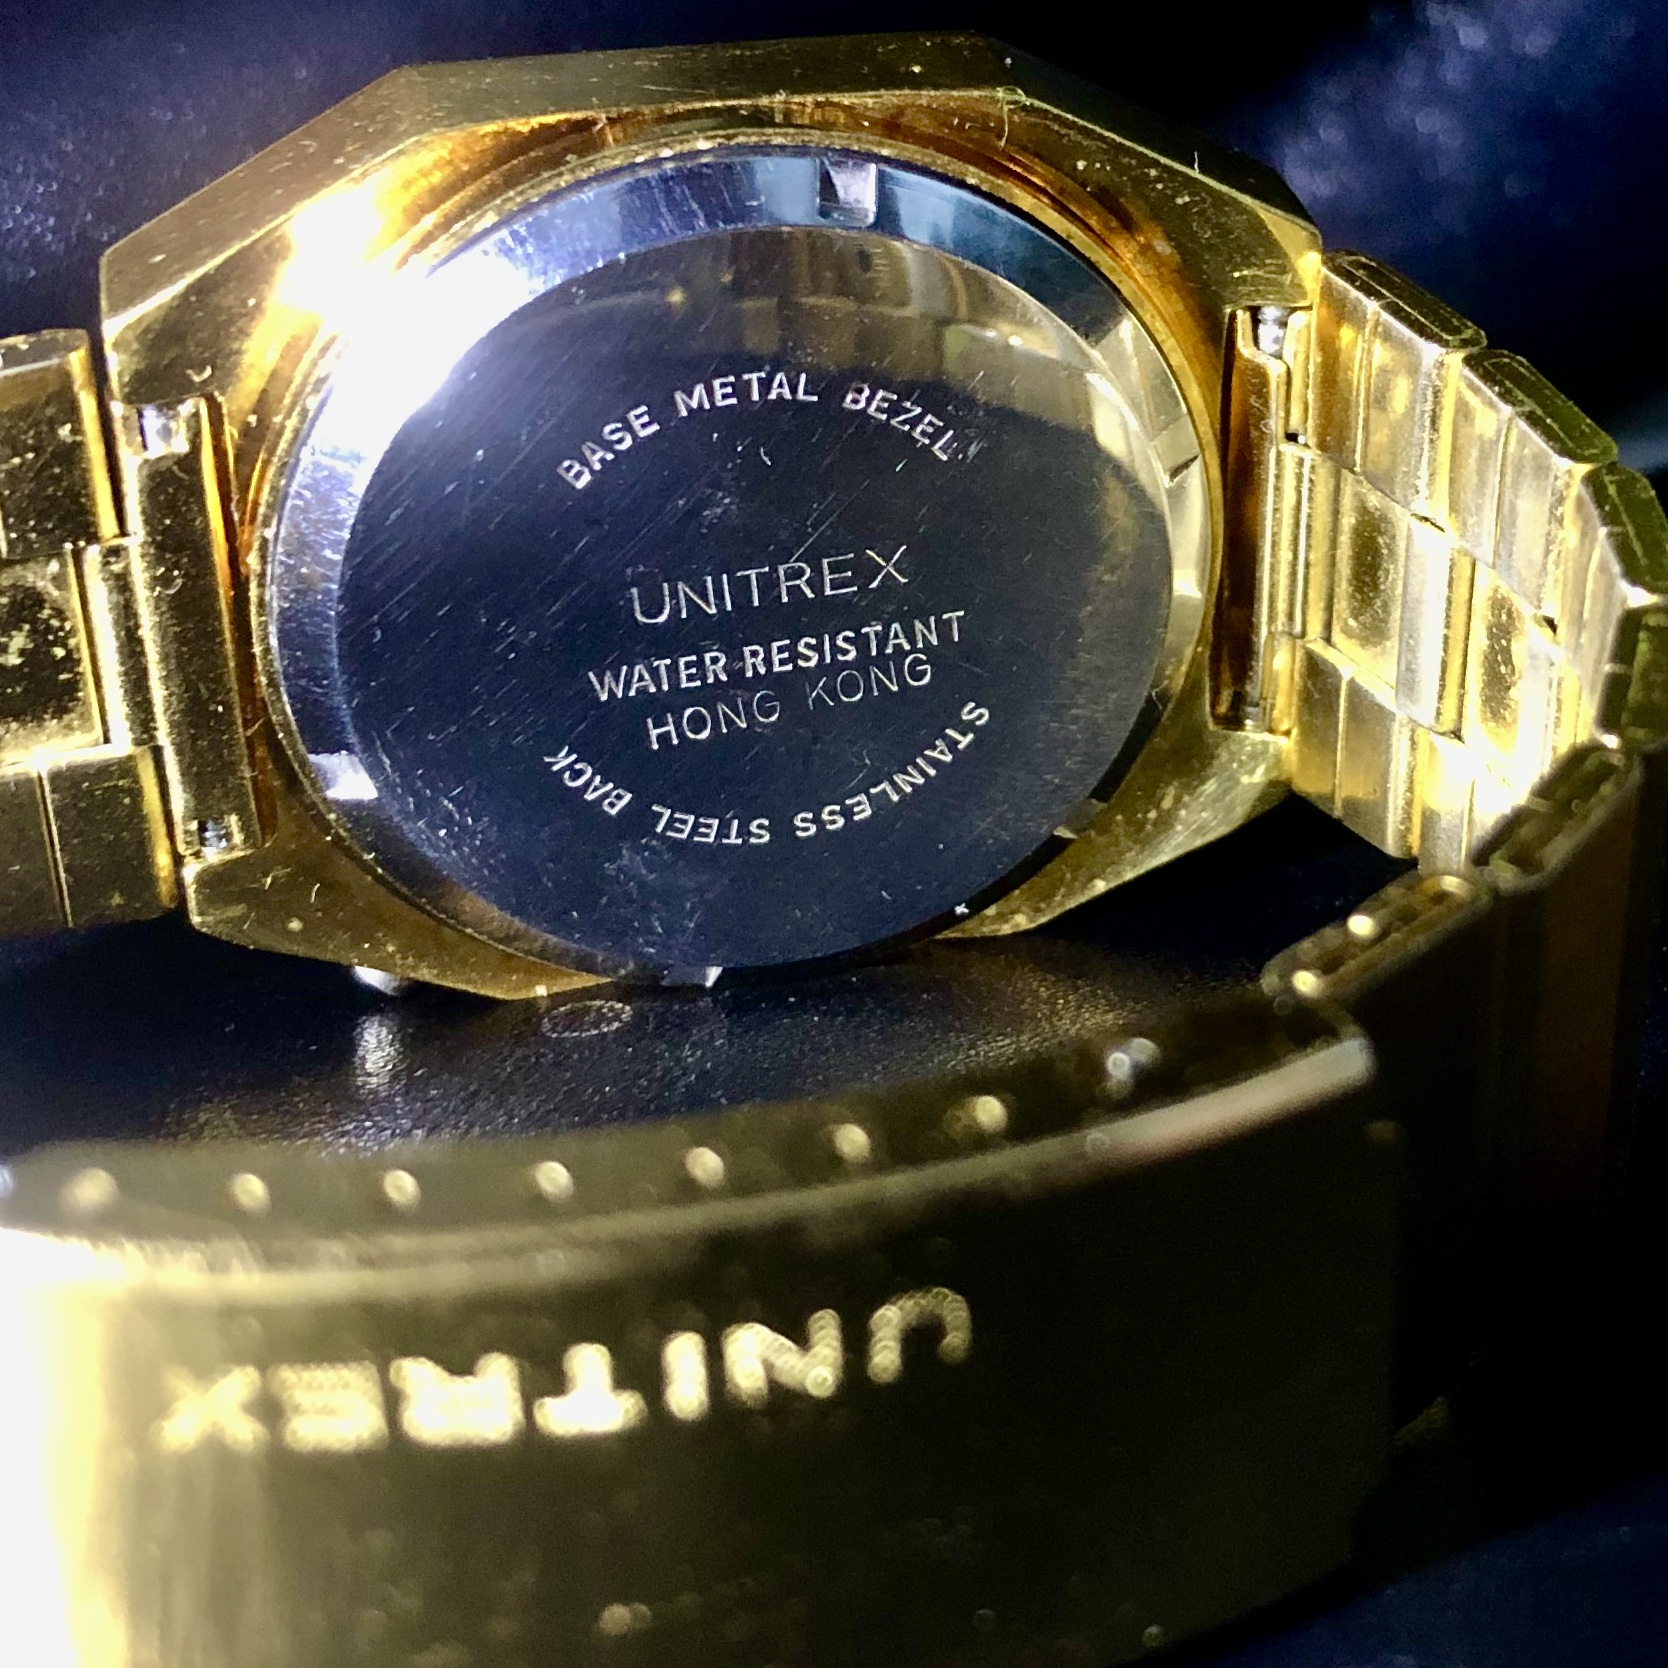 BASE METAL BEZEL
UNITREX
WATER RESISTANT
HONG KONG
STAINLESS STEEL BACK
UNITREX